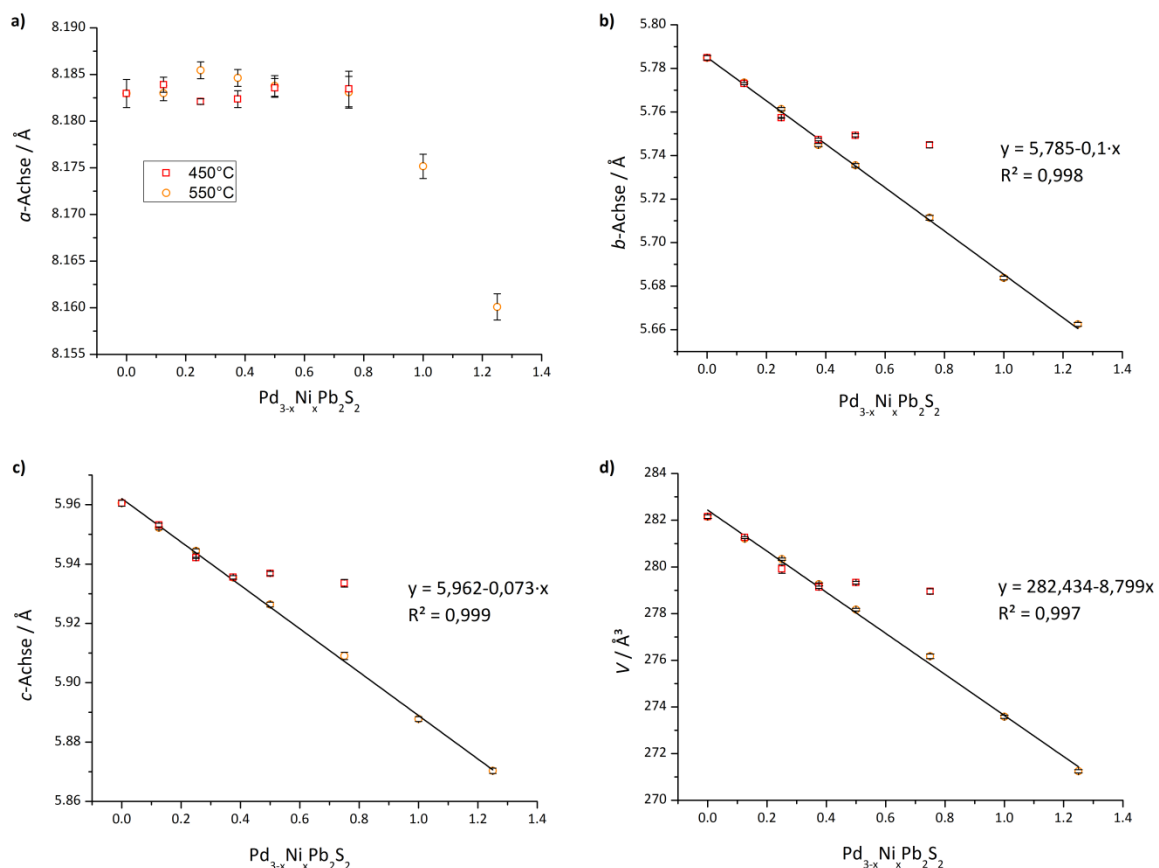 a)
8.190
8.185
8.180
8.175
8.170
8.165
8.160
8.155
a-Achse / Å
450°C
550°C
0.0 0.2 0.4 0.6 0.8 1.0 1.2 1.4
Pd3-xNixPb2S2
b)
5.78
5.76
5.74
5.72
5.70
5.68
5.66
b-Achse / Å
y = 5,785-0,1·x
R² = 0,998
0.0 0.2 0.4 0.6 0.8 1.0 1.2 1.4
Pd3-xNixPb2S2
c)
5.96
5.94
5.92
5.90
5.88
5.86
c-Achse / Å
y = 5,962-0,073·x
R² = 0,999
0.0 0.2 0.4 0.6 0.8 1.0 1.2 1.4
Pd3-xNixPb2S2
d)
284
282
280
278
276
274
272
270
V / Å³
y = 282,434-8,799x
R² = 0,997
0.0 0.2 0.4 0.6 0.8 1.0 1.2 1.4
Pd3-xNixPb2S2